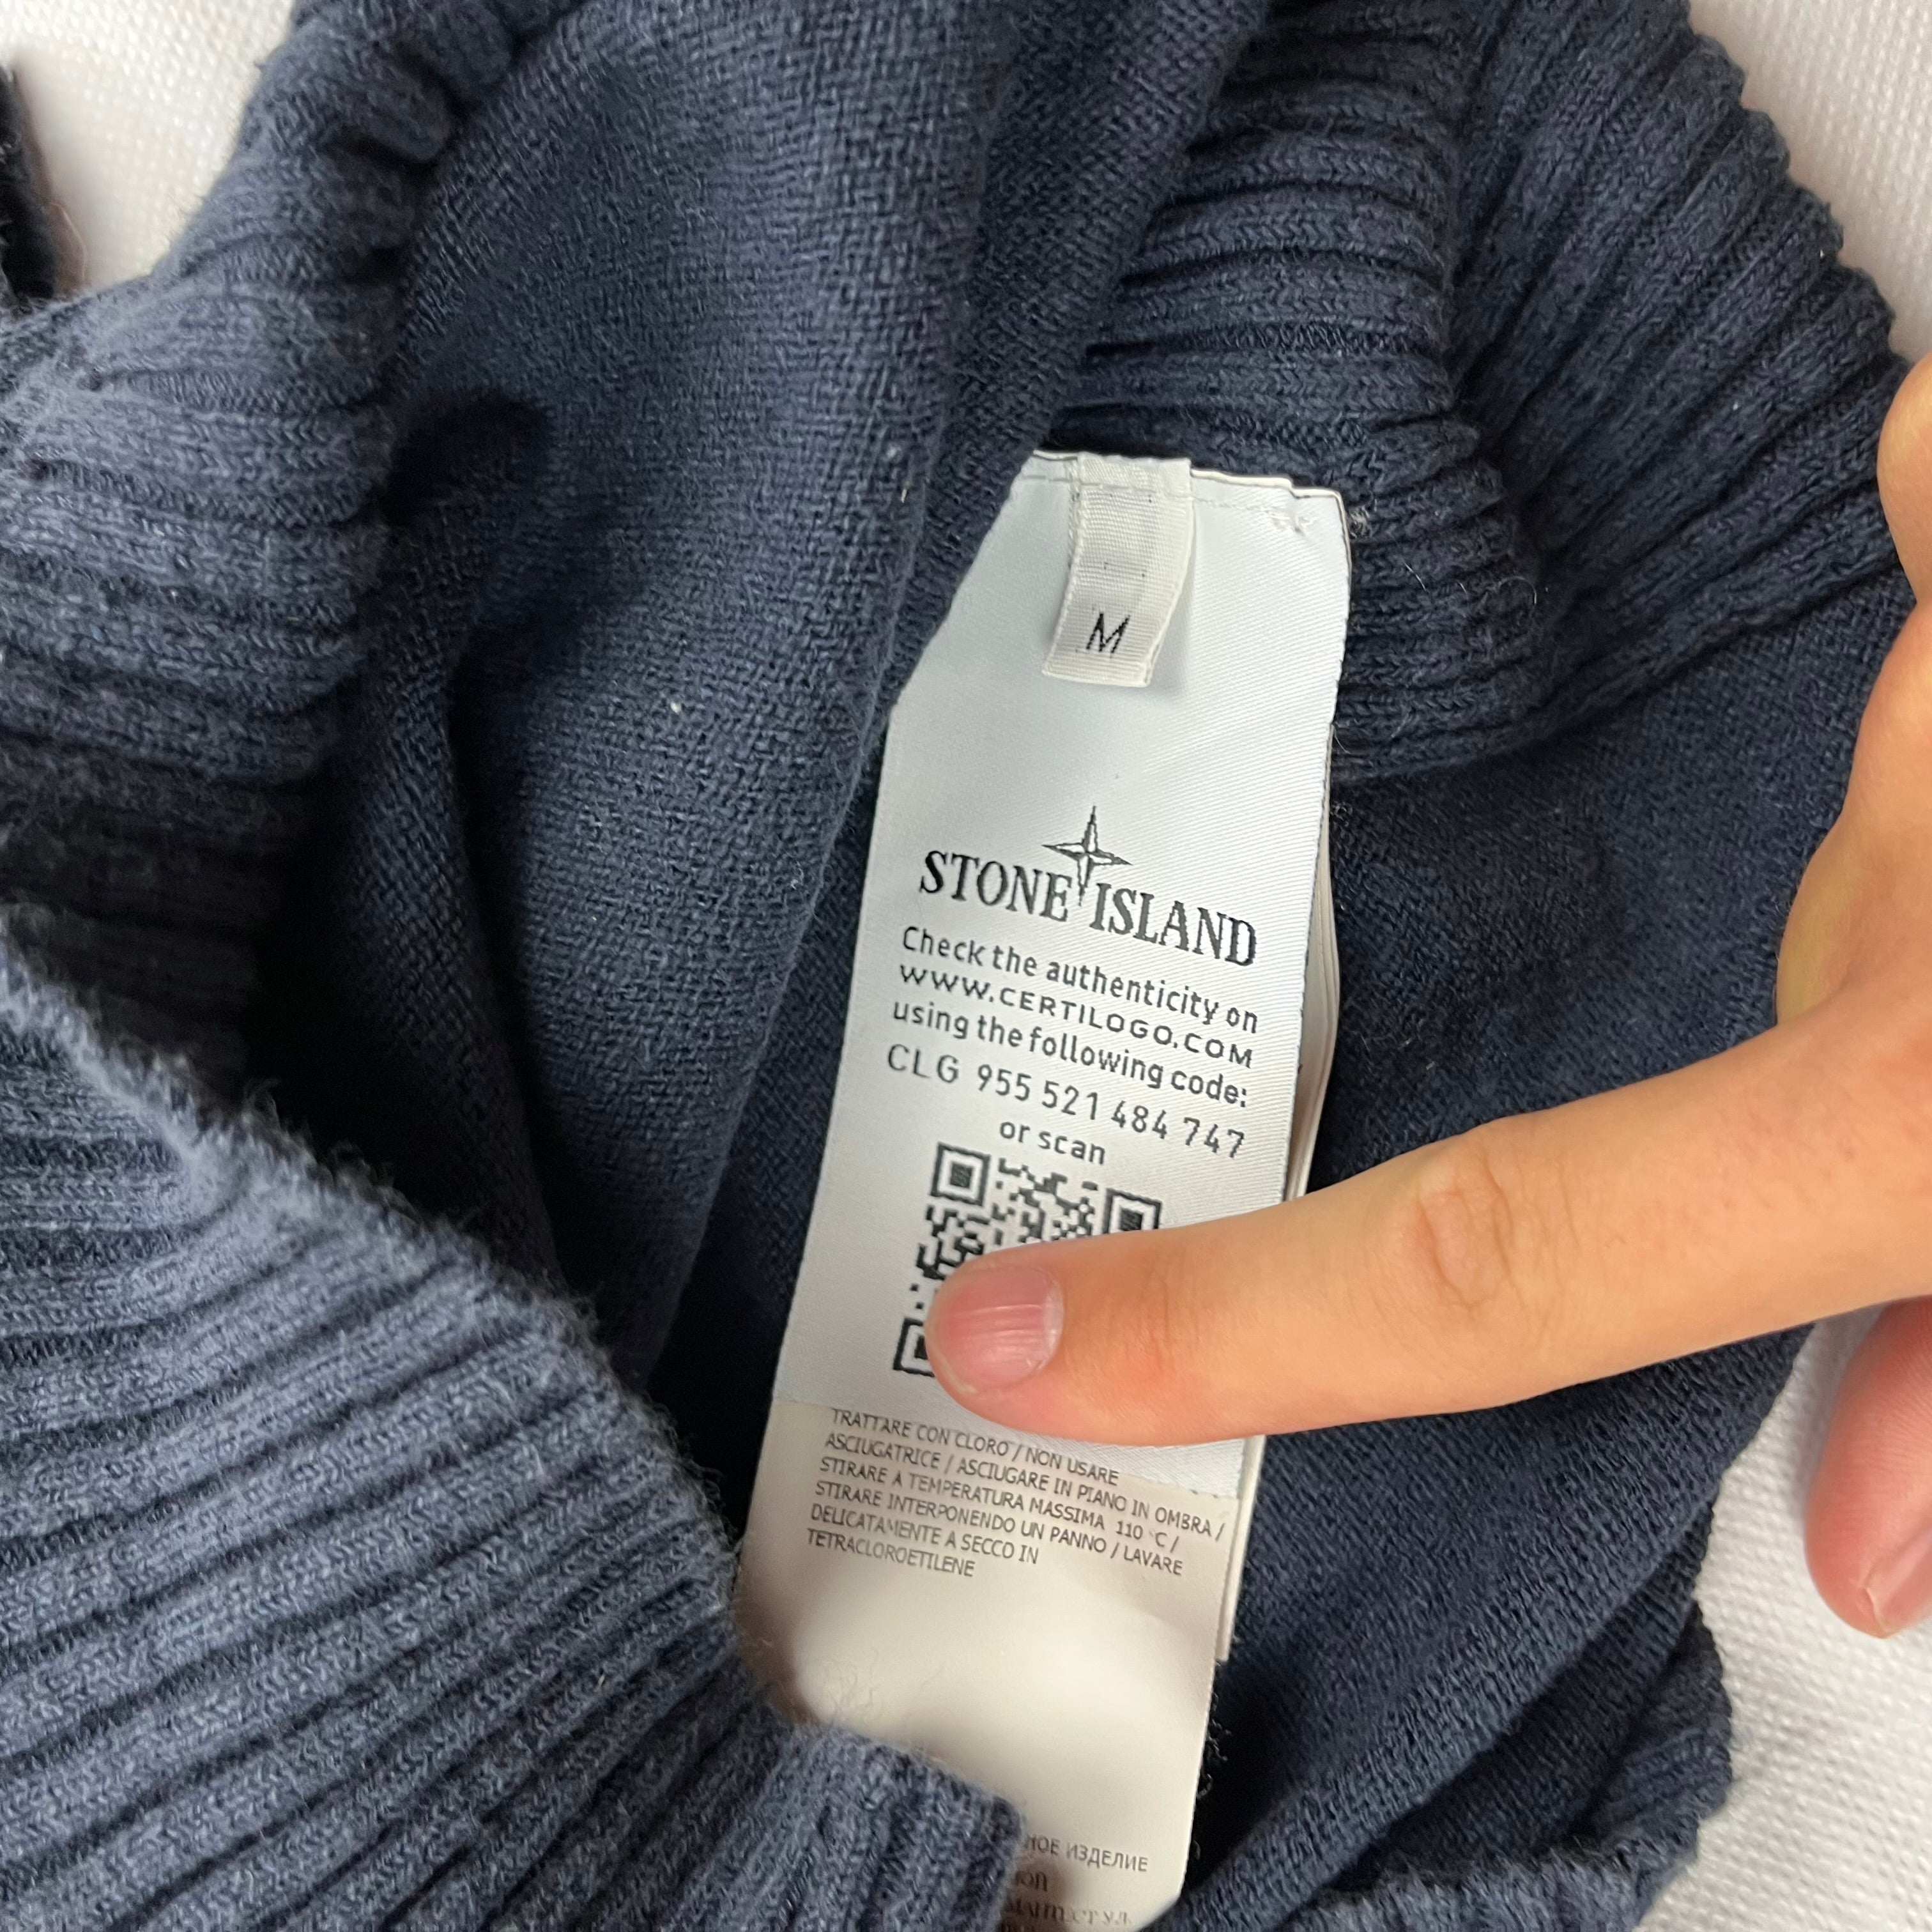 M
STONE ISLAND
Check the authenticity on
WWW.CERTILOGO.COM
using the following code:
CLG 955 521 484 747
or scan
TRATTARE CON CLORO / NON USARE
ASCIUGATRICE / ASCIUGARE IN PIANO IN OMBRA /
STIRARE A TEMPERATURA MASSIMA 110 °C /
STIRARE INTERPONENDO UN PANNO / LAVARE
DELICATAMENTE A SECCO IN
TETRACLOROETILENE
ИЗДЕЛИЕ